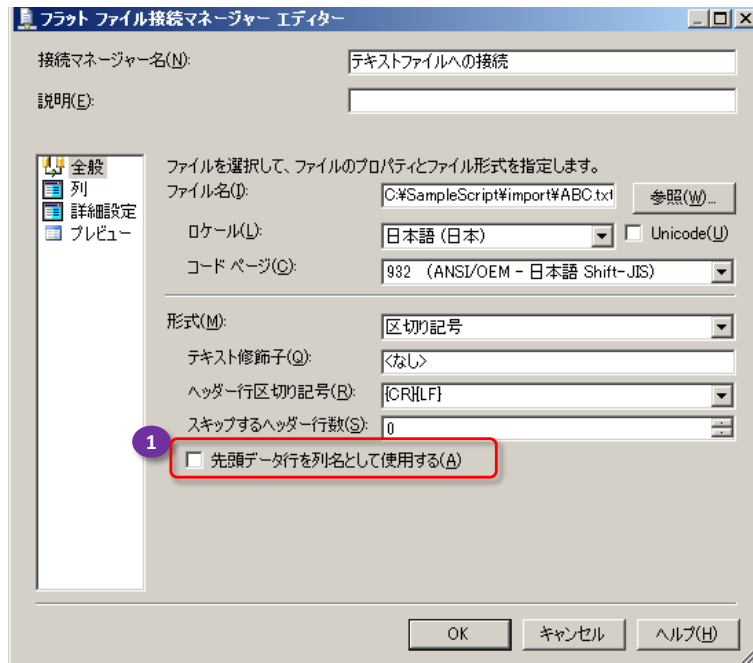 フラット ファイル接続マネージャー エディター
接続マネージャー名(N): テキストファイルへの接続
説明(E):
全般
列
詳細設定
プレビュー
ファイルを選択して、ファイルのプロパティとファイル形式を指定します。
ファイル名(I): C:¥SampleScript¥import¥ABC.txt 参照(W)...
ロケール(L): 日本語 (日本) Unicode(U)
コード ページ(C): 932 (ANSI/OEM - 日本語 Shift-JIS)
形式(M): 区切り記号
テキスト修飾子(Q): <なし>
ヘッダー行区切り記号(R): {CR}{LF}
スキップするヘッダー行数(S): 0
1
先頭データ行を列名として使用する(A)
OK キャンセル ヘルプ(H)